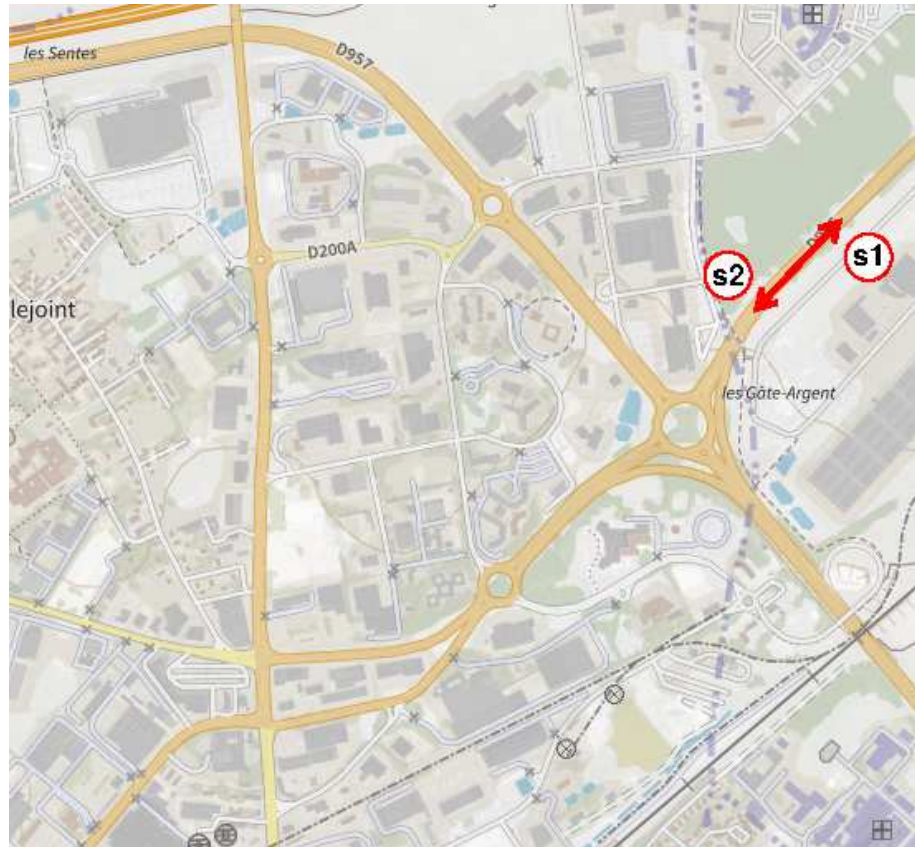 les Sentes
D957
D200A
s1
s2
lejoint
les Gâte-Argent